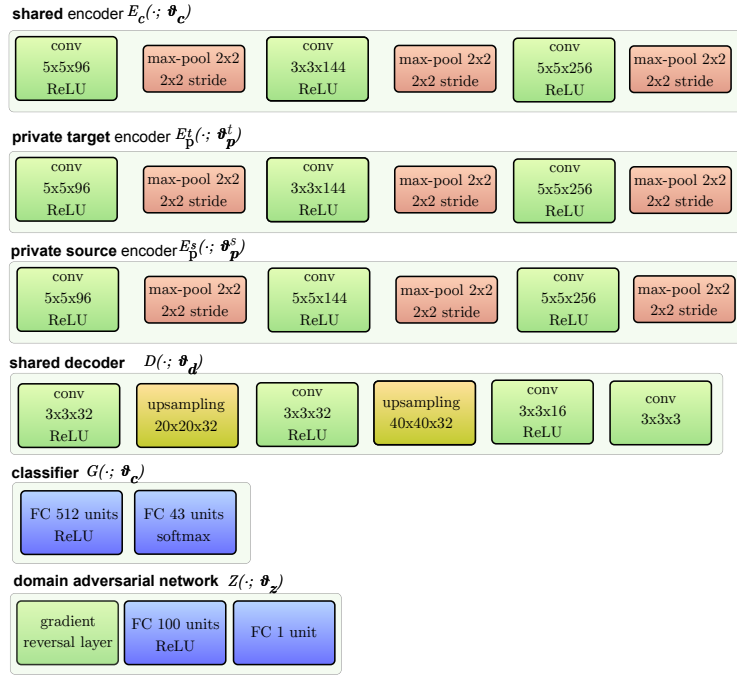 shared encoder E_c(·; ϑ_c)
conv 5x5x96 ReLU
max-pool 2x2 2x2 stride
conv 3x3x144 ReLU
max-pool 2x2 2x2 stride
conv 5x5x256 ReLU
max-pool 2x2 2x2 stride
private target encoder E_p^t(·; ϑ_p^t)
conv 5x5x96 ReLU
max-pool 2x2 2x2 stride
conv 3x3x144 ReLU
max-pool 2x2 2x2 stride
conv 5x5x256 ReLU
max-pool 2x2 2x2 stride
private source encoder E_p^s(·; ϑ_p^s)
conv 5x5x96 ReLU
max-pool 2x2 2x2 stride
conv 5x5x144 ReLU
max-pool 2x2 2x2 stride
conv 5x5x256 ReLU
max-pool 2x2 2x2 stride
shared decoder D(·; ϑ_d)
conv 3x3x32 ReLU
upsampling 20x20x32
conv 3x3x32 ReLU
upsampling 40x40x32
conv 3x3x16 ReLU
conv 3x3x3
classifier G(·; ϑ_c)
FC 512 units ReLU
FC 43 units softmax
domain adversarial network Z(·; ϑ_z)
gradient reversal layer
FC 100 units ReLU
FC 1 unit